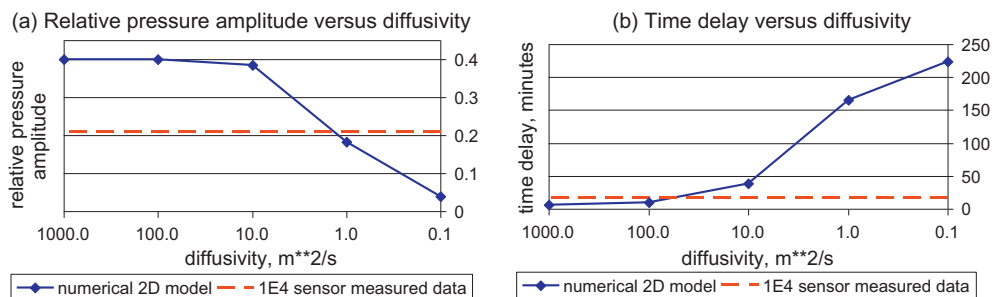 (a) Relative pressure amplitude versus diffusivity
relative pressure
amplitude
0.4
0.3
0.2
0.1
0
1000.0 100.0 10.0 1.0 0.1
diffusivity, m**2/s
numerical 2D model 1E4 sensor measured data
(b) Time delay versus diffusivity
time delay, minutes
250
200
150
100
50
0
1000.0 100.0 10.0 1.0 0.1
diffusivity, m**2/s
numerical 2D model 1E4 sensor measured data